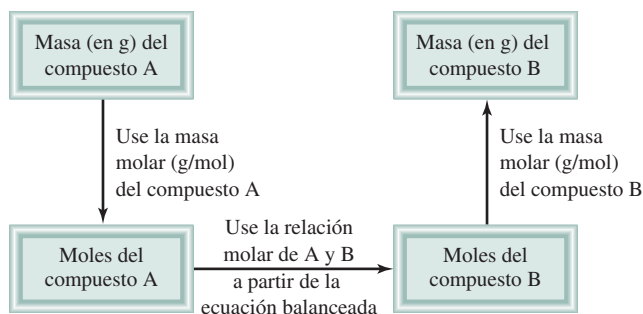 Masa (en g) del
compuesto A
Masa (en g) del
compuesto B
Use la masa
molar (g/mol)
del compuesto A
Use la masa
molar (g/mol)
del compuesto B
Moles del
compuesto A
Use la relación
molar de A y B
a partir de la
ecuación balanceada
Moles del
compuesto B